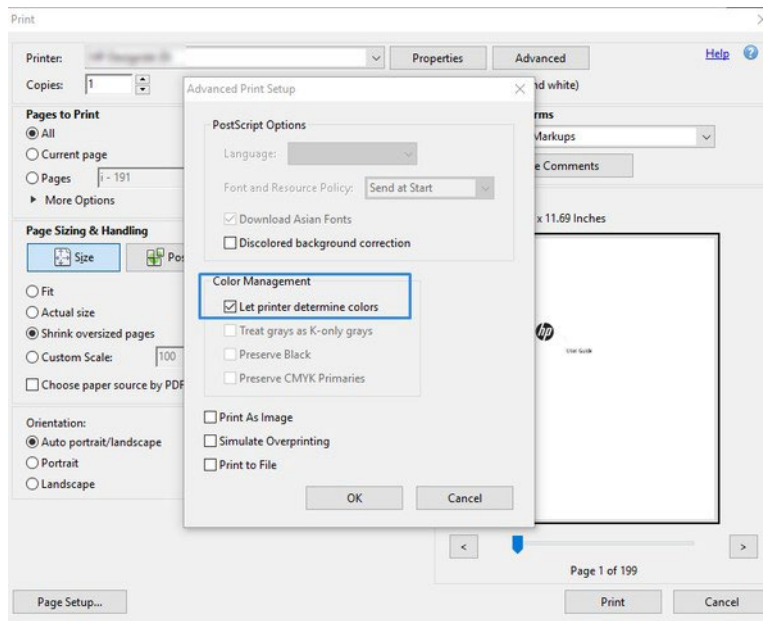 Print
Printer:
Properties
Advanced
Help
Copies: 1
nd white)
Advanced Print Setup
Pages to Print
All
Current page
Pages i - 191
More Options
PostScript Options
Language:
Font and Resource Policy: Send at Start
Download Asian Fonts
Discolored background correction
rms
Markups
e Comments
Page Sizing & Handling
Size
Pos
Fit
Actual size
Shrink oversized pages
Custom Scale: 100
Choose paper source by PDF
Color Management
Let printer determine colors
Treat grays as K-only grays
Preserve Black
Preserve CMYK Primaries
x 11.69 Inches
hp
User Guide
Orientation:
Auto portrait/landscape
Portrait
Landscape
Print As Image
Simulate Overprinting
Print to File
OK
Cancel
<
>
Page 1 of 199
Page Setup...
Print
Cancel